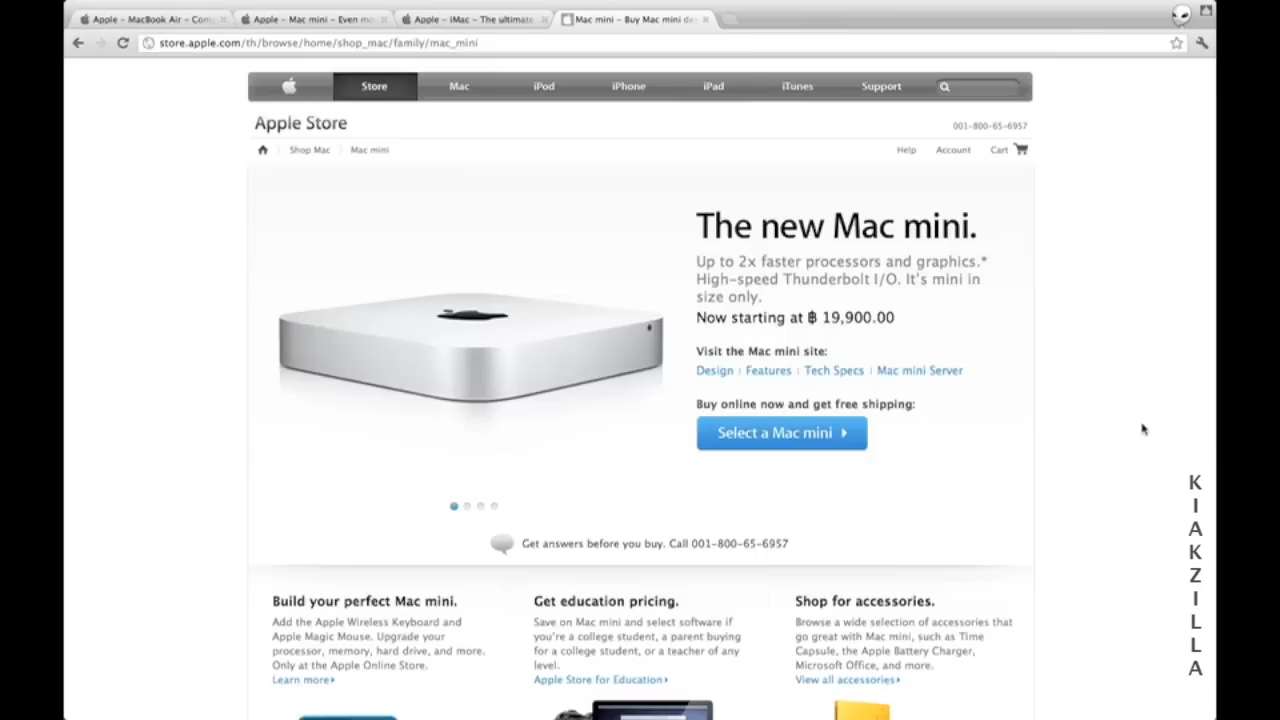 Apple – MacBook Air – Com
Apple – Mac mini – Even mo
Apple – iMac – The ultimate
Mac mini – Buy Mac mini de
store.apple.com/th/browse/home/shop_mac/family/mac_mini
Store Mac iPod iPhone iPad iTunes Support
Apple Store
001-800-65-6957
Shop Mac Mac mini
Help Account Cart
The new Mac mini.
Up to 2x faster processors and graphics.*
High-speed Thunderbolt I/O. It's mini in
size only.
Now starting at ฿ 19,900.00
Visit the Mac mini site:
Design Features Tech Specs Mac mini Server
Buy online now and get free shipping:
Select a Mac mini
Get answers before you buy. Call 001-800-65-6957
Build your perfect Mac mini.
Add the Apple Wireless Keyboard and
Apple Magic Mouse. Upgrade your
processor, memory, hard drive, and more.
Only at the Apple Online Store.
Learn more
Get education pricing.
Save on Mac mini and select software if
you're a college student, a parent buying
for a college student, or a teacher of any
level.
Apple Store for Education
Shop for accessories.
Browse a wide selection of accessories that
go great with Mac mini, such as Time
Capsule, the Apple Battery Charger,
Microsoft Office, and more.
View all accessories
KIAKZILLA